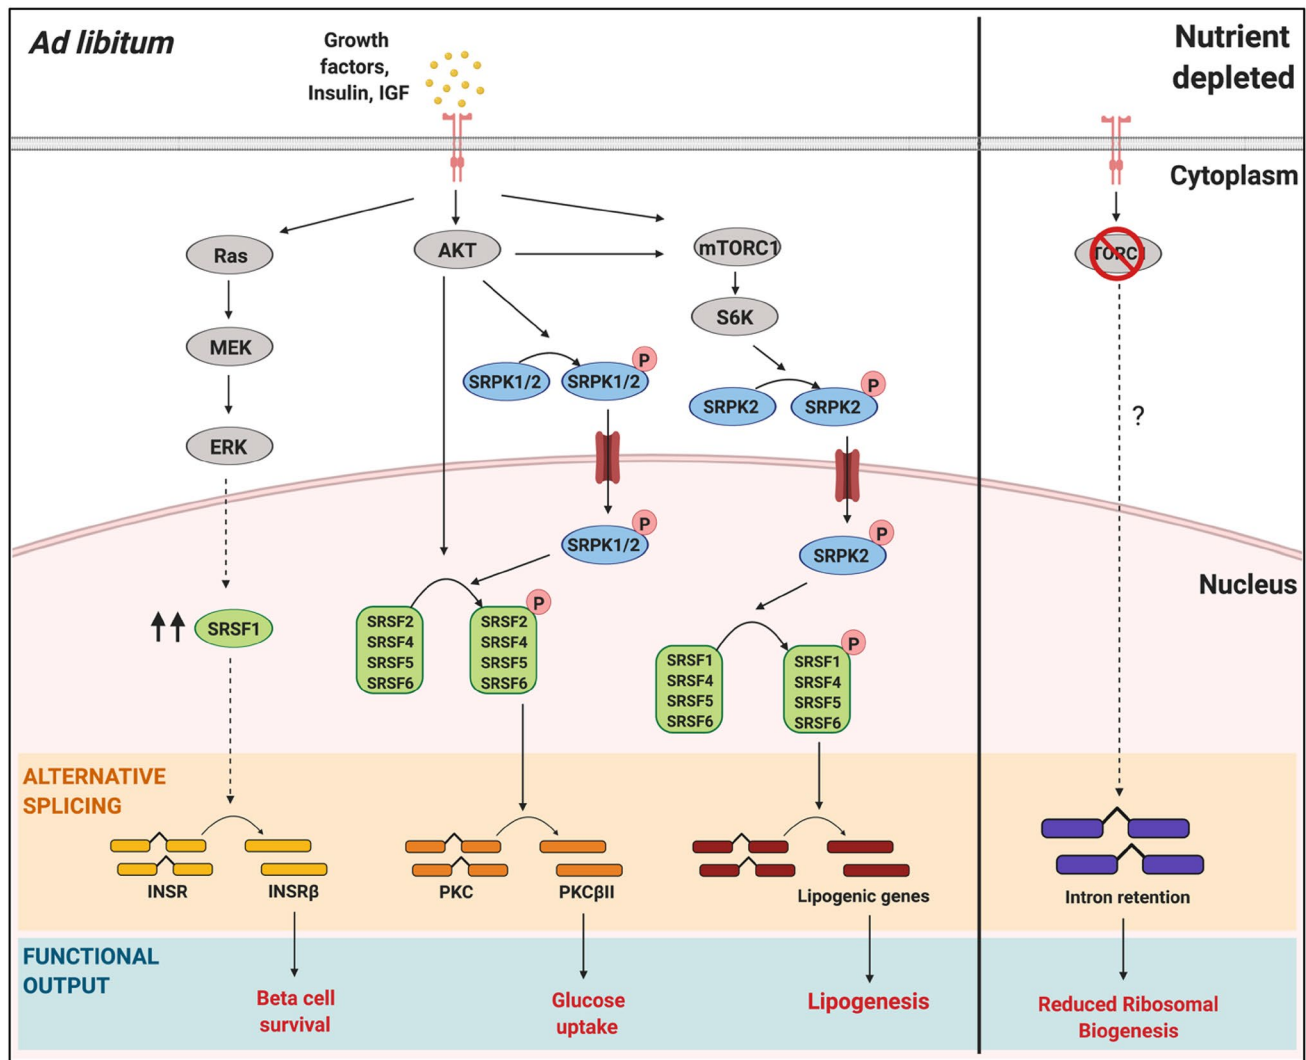 Ad libitum
Growth
factors,
Insulin, IGF
Nutrient
depleted
Cytoplasm
Ras
AKT
mTORC1
TORC1
MEK
S6K
SRPK1/2
SRPK1/2
P
SRPK2
SRPK2
P
?
ERK
SRPK1/2
P
SRPK2
P
Nucleus
SRSF1
SRSF2
SRSF4
SRSF5
SRSF6
SRSF2
SRSF4
SRSF5
SRSF6
P
SRSF1
SRSF4
SRSF5
SRSF6
SRSF1
SRSF4
SRSF5
SRSF6
P
ALTERNATIVE
SPLICING
INSR
INSRβ
PKC
PKCβII
Lipogenic genes
Intron retention
FUNCTIONAL
OUTPUT
Beta cell
survival
Glucose
uptake
Lipogenesis
Reduced Ribosomal
Biogenesis